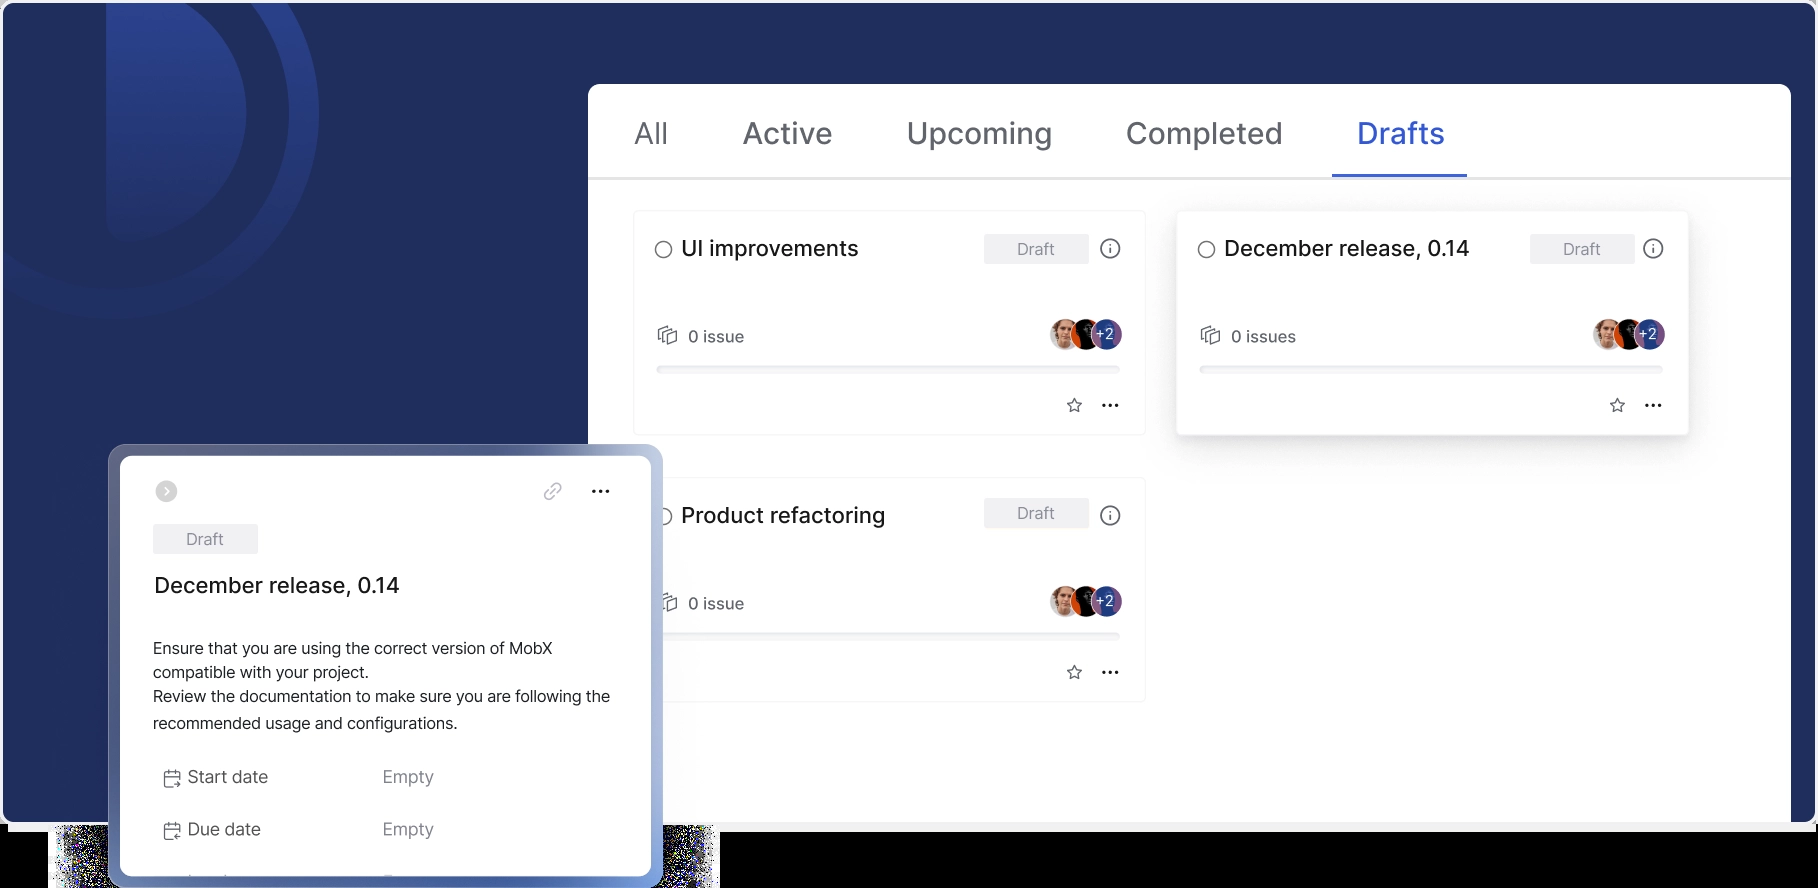 All Active Upcoming Completed Drafts
UI improvements Draft
0 issue +2
December release, 0.14 Draft
0 issues +2
Product refactoring Draft
0 issue +2
Draft
December release, 0.14
Ensure that you are using the correct version of MobX
compatible with your project.
Review the documentation to make sure you are following the
recommended usage and configurations.
Start date Empty
Due date Empty